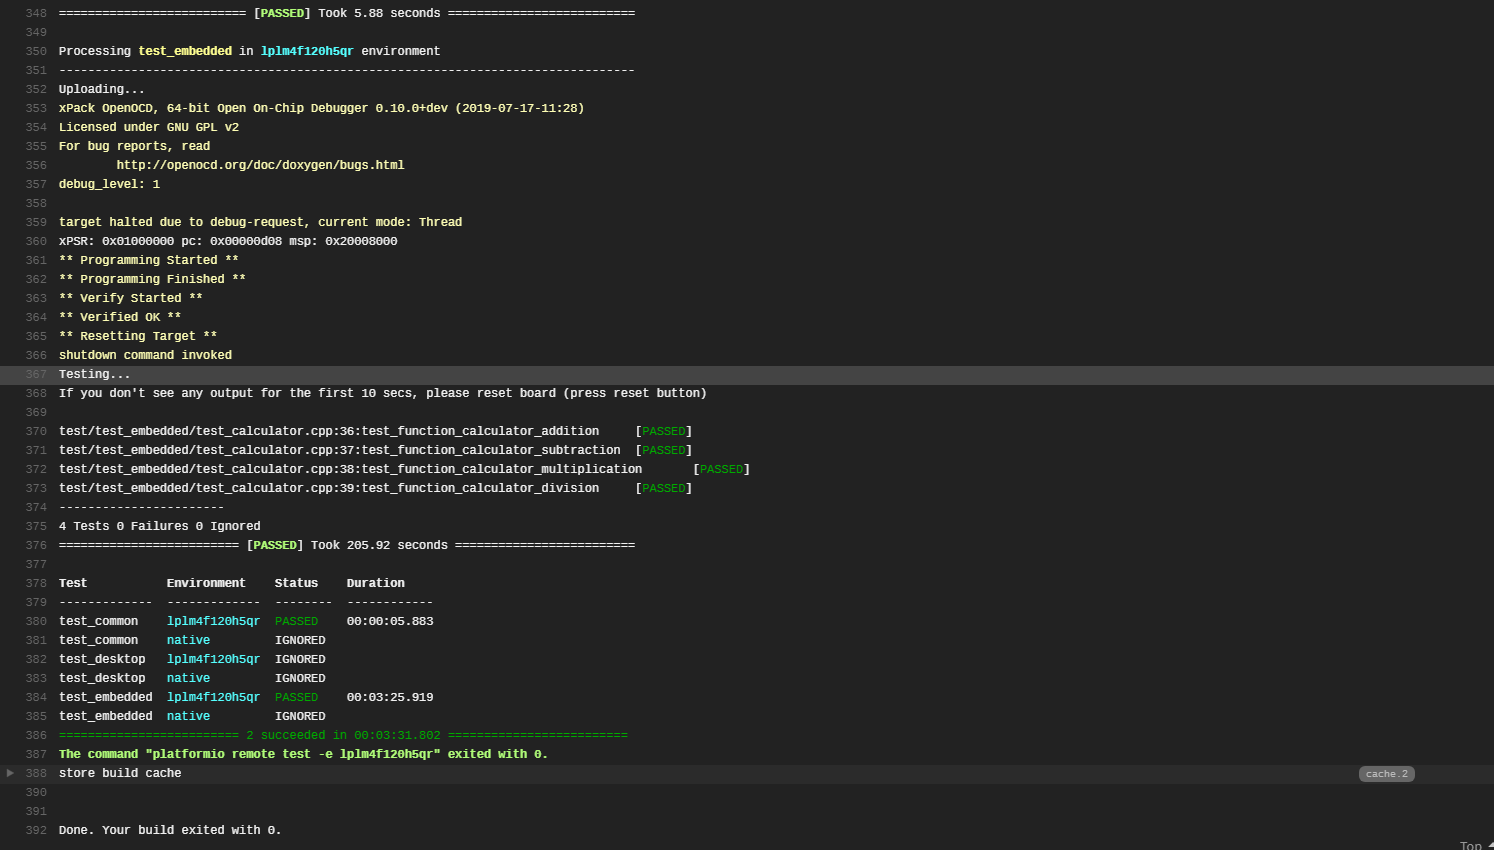 348 ========================== [PASSED] Took 5.88 seconds ==========================
349
350 Processing test_embedded in lplm4f120h5qr environment
351 --------------------------------------------------------------------------------
352 Uploading...
353 xPack OpenOCD, 64-bit Open On-Chip Debugger 0.10.0+dev (2019-07-17-11:28)
354 Licensed under GNU GPL v2
355 For bug reports, read
356         http://openocd.org/doc/doxygen/bugs.html
357 debug_level: 1
358
359 target halted due to debug-request, current mode: Thread
360 xPSR: 0x01000000 pc: 0x00000d08 msp: 0x20008000
361 ** Programming Started **
362 ** Programming Finished **
363 ** Verify Started **
364 ** Verified OK **
365 ** Resetting Target **
366 shutdown command invoked
367 Testing...
368 If you don't see any output for the first 10 secs, please reset board (press reset button)
369
370 test/test_embedded/test_calculator.cpp:36:test_function_calculator_addition     [PASSED]
371 test/test_embedded/test_calculator.cpp:37:test_function_calculator_subtraction  [PASSED]
372 test/test_embedded/test_calculator.cpp:38:test_function_calculator_multiplication       [PASSED]
373 test/test_embedded/test_calculator.cpp:39:test_function_calculator_division     [PASSED]
374 -----------------------
375 4 Tests 0 Failures 0 Ignored
376 ========================= [PASSED] Took 205.92 seconds =========================
377
378 Test           Environment    Status    Duration
379 -------------  -------------  --------  ------------
380 test_common    lplm4f120h5qr  PASSED    00:00:05.883
381 test_common    native         IGNORED
382 test_desktop   lplm4f120h5qr  IGNORED
383 test_desktop   native         IGNORED
384 test_embedded  lplm4f120h5qr  PASSED    00:03:25.919
385 test_embedded  native         IGNORED
386 ========================= 2 succeeded in 00:03:31.802 =========================
387 The command "platformio remote test -e lplm4f120h5qr" exited with 0.
388 store build cache cache.2
390
391
392 Done. Your build exited with 0.
Top